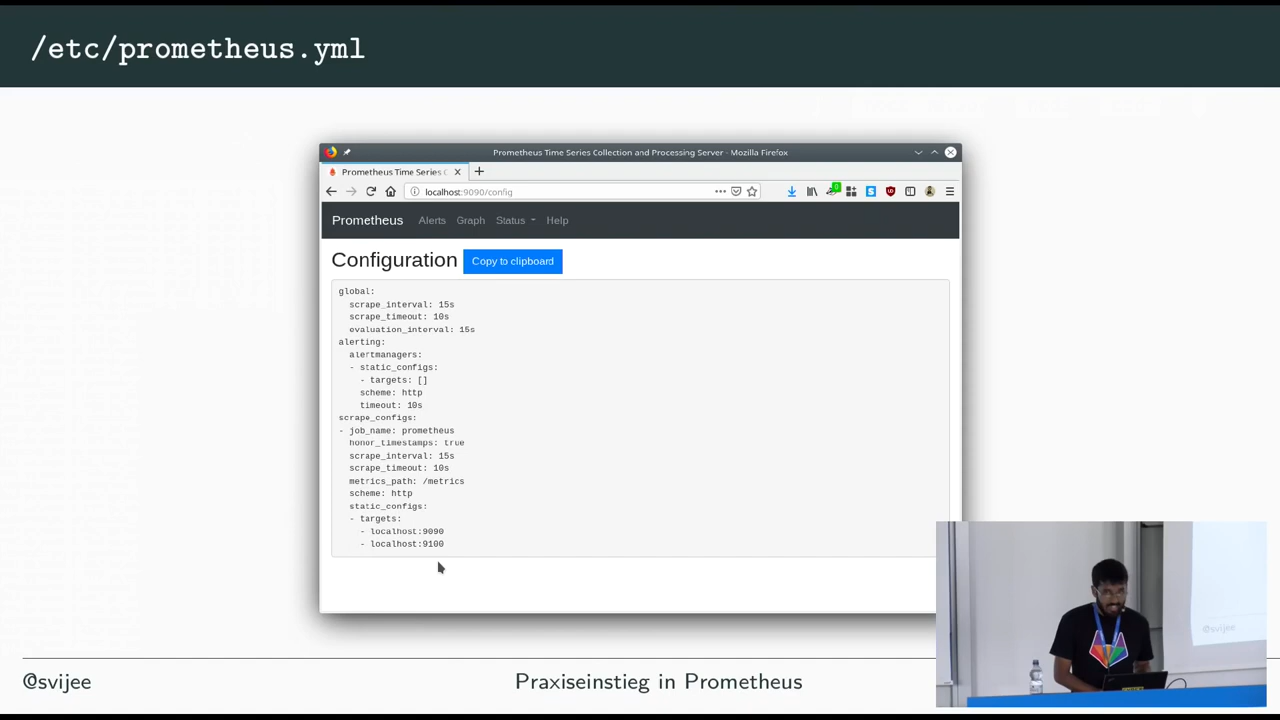 /etc/prometheus.yml
Prometheus Time Series Collection and Processing Server - Mozilla Firefox
Prometheus Time Series C
localhost:9090/config
0
Prometheus Alerts Graph Status Help
Configuration Copy to clipboard
global:
  scrape_interval: 15s
  scrape_timeout: 10s
  evaluation_interval: 15s
alerting:
  alertmanagers:
  - static_configs:
    - targets: []
    scheme: http
    timeout: 10s
scrape_configs:
- job_name: prometheus
  honor_timestamps: true
  scrape_interval: 15s
  scrape_timeout: 10s
  metrics_path: /metrics
  scheme: http
  static_configs:
  - targets:
    - localhost:9090
    - localhost:9100
@svijee
@svijee Praxiseinstieg in Prometheus